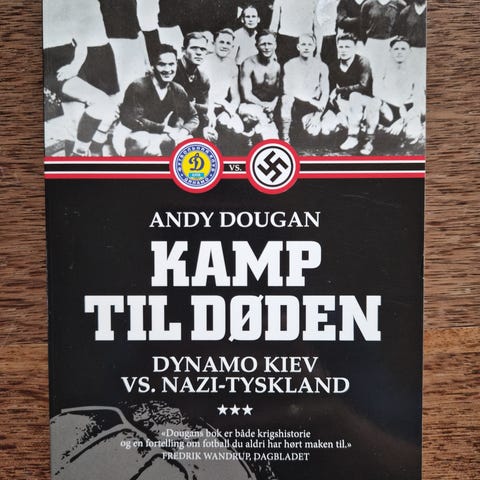 VS.
ANDY DOUGAN
KAMP
TIL DØDEN
DYNAMO KIEV
VS. NAZI-TYSKLAND
«Dougans bok er både krigshistorie
og en fortelling om fotball du aldri har hørt maken til.»
FREDRIK WANDRUP, DAGBLADET